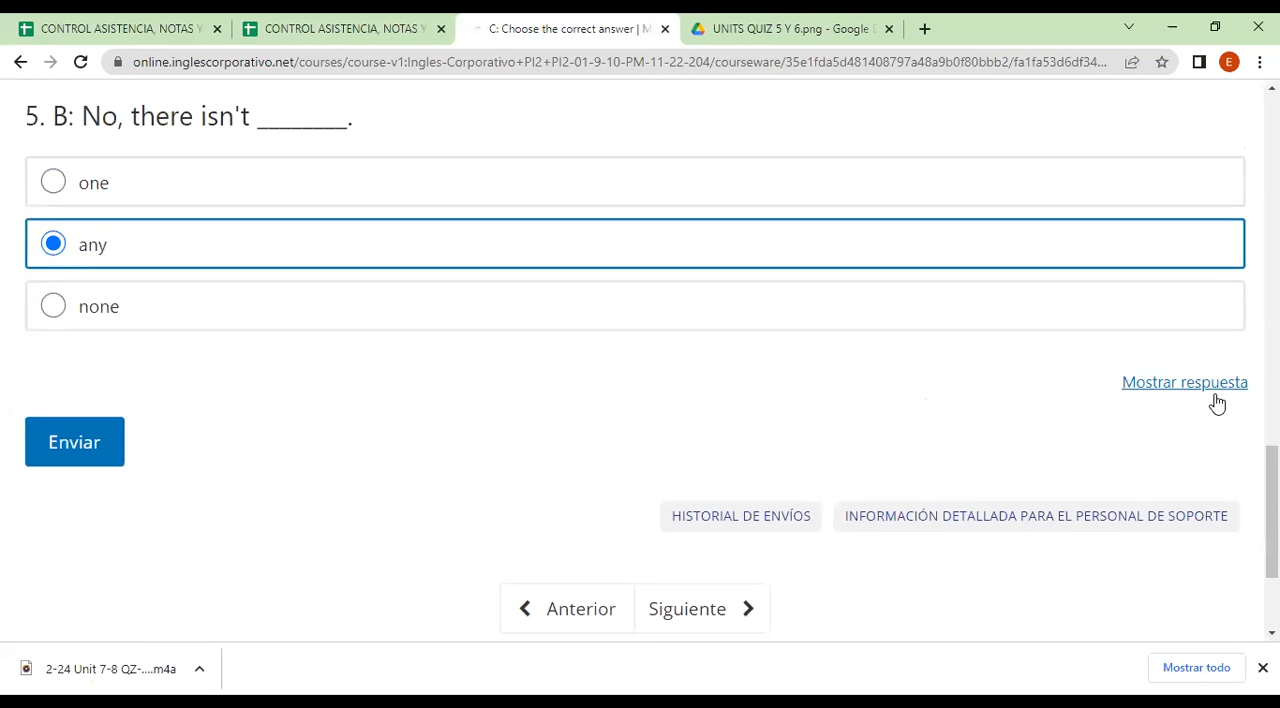 CONTROL ASISTENCIA, NOTAS Y
CONTROL ASISTENCIA, NOTAS Y
C: Choose the correct answer | M
UNITS QUIZ 5 Y 6.png - Google D
online.inglescorporativo.net/courses/course-v1:Ingles-Corporativo+PI2+PI2-01-9-10-PM-11-22-204/courseware/35e1fda5d481408797a48a9b0f80bbb2/fa1fa53d6df34...
E
5. B: No, there isn't ________.
one
any
none
Mostrar respuesta
Enviar
HISTORIAL DE ENVÍOS
INFORMACIÓN DETALLADA PARA EL PERSONAL DE SOPORTE
Anterior
Siguiente
2-24 Unit 7-8 QZ-....m4a
Mostrar todo